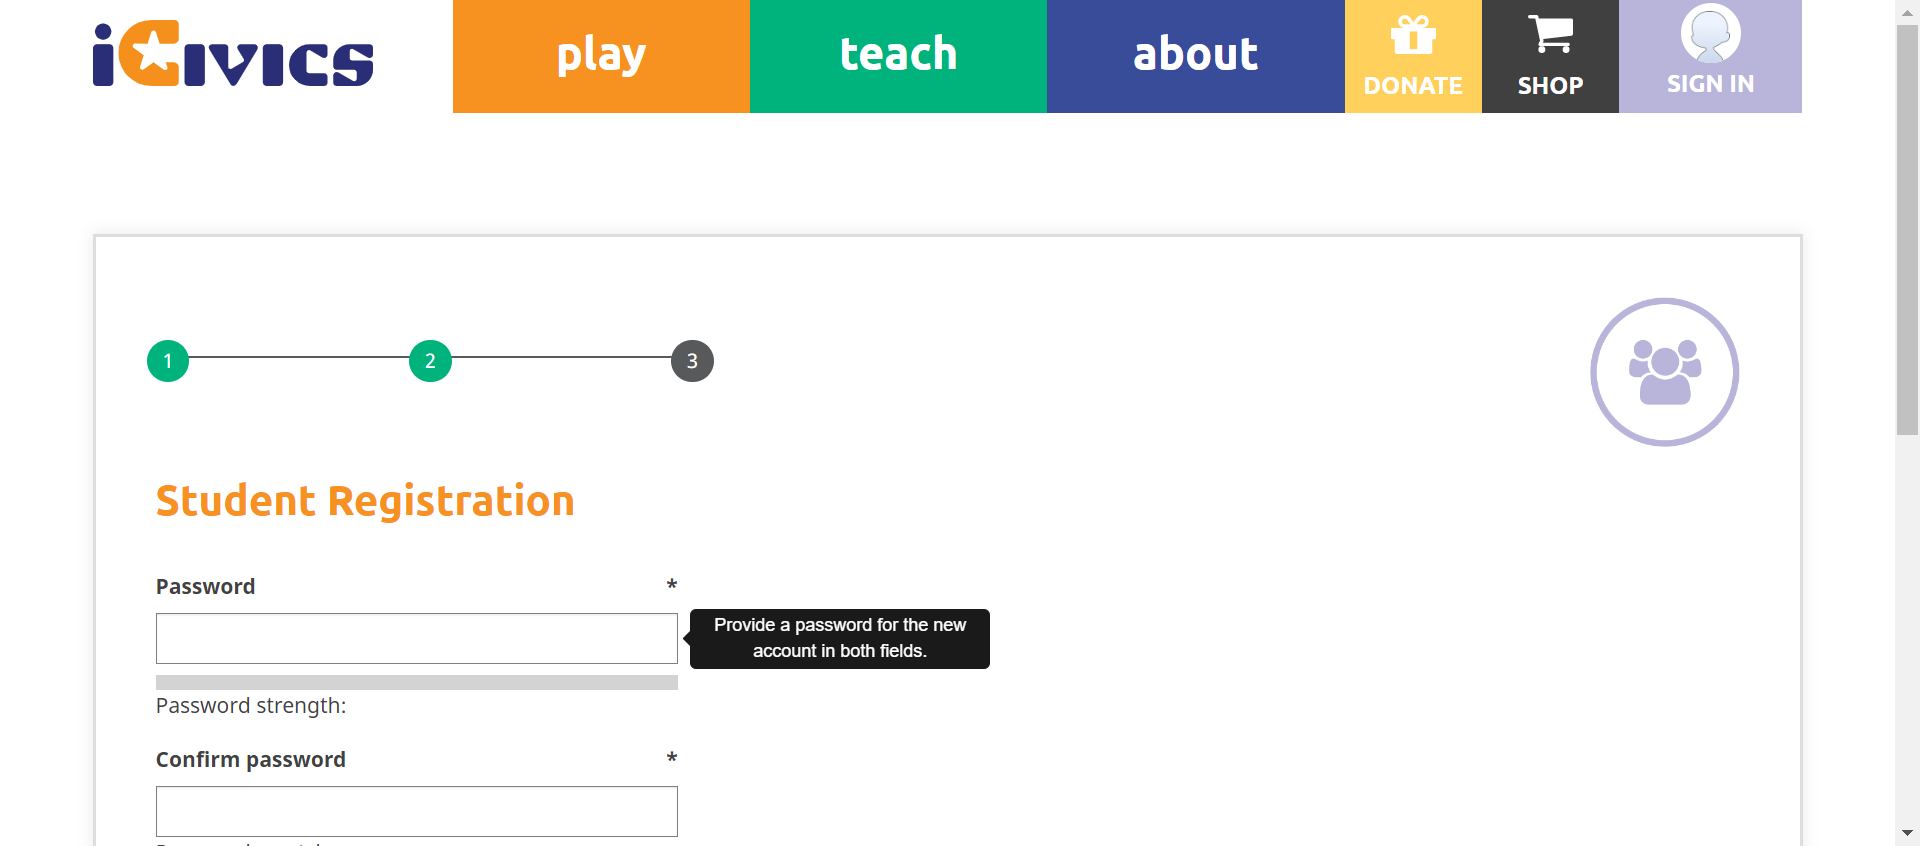 iCivics
play
teach
about
DONATE
SHOP
SIGN IN
1
2
3
Student Registration
Password *
Provide a password for the new
account in both fields.
Password strength:
Confirm password *